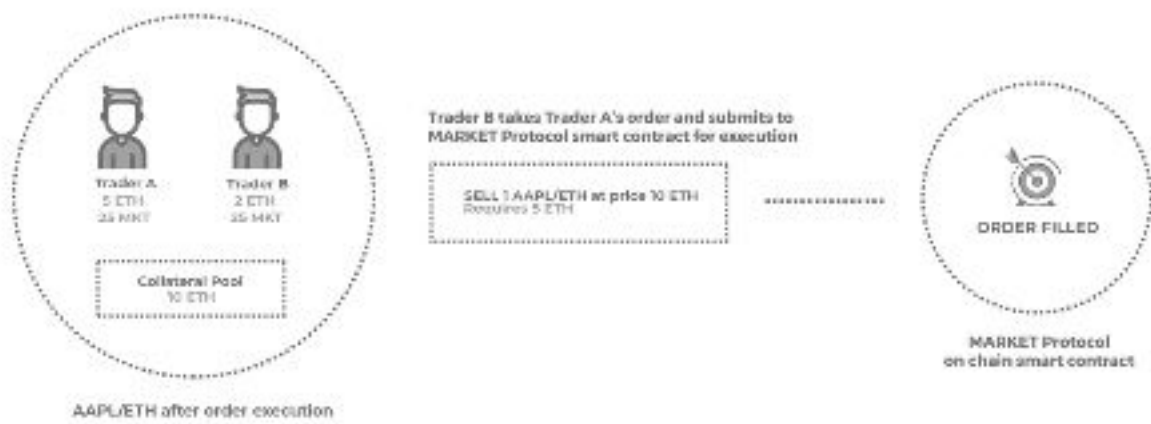 Trader A
5 ETH
25 MKT
Trader B
2 ETH
25 MKT
Collateral Pool
10 ETH
AAPL/ETH after order execution
Trader B takes Trader A's order and submits to
MARKET Protocol smart contract for execution
SELL 1 AAPL/ETH at price 10 ETH
Requires 5 ETH
ORDER FILLED
MARKET Protocol
on chain smart contract